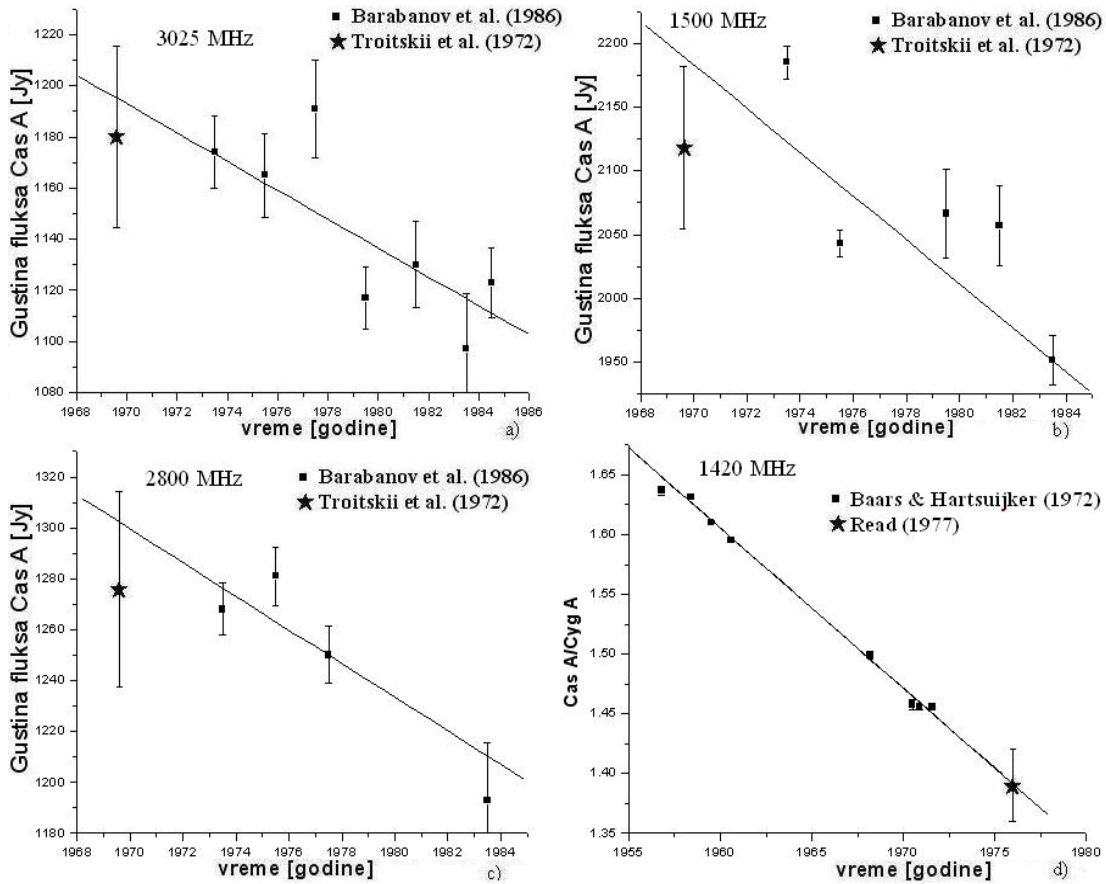 3025 MHz
Barabanov et al. (1986)
Troitskii et al. (1972)
Gustina fluksa Cas A [Jy]
1220
1200
1180
1160
1140
1120
1100
1080
1968 1970 1972 1974 1976 1978 1980 1982 1984 1986
vreme [godine]
a)
1500 MHz
Barabanov et al. (1986)
Troitskii et al. (1972)
Gustina fluksa Cas A [Jy]
2200
2150
2100
2050
2000
1950
1968 1970 1972 1974 1976 1978 1980 1982 1984
vreme [godine]
b)
2800 MHz
Barabanov et al. (1986)
Troitskii et al. (1972)
Gustina fluksa Cas A [Jy]
1320
1300
1280
1260
1240
1220
1200
1180
1968 1970 1972 1974 1976 1978 1980 1982 1984
vreme [godine]
c)
1420 MHz
Baars & Hartsuijker (1972)
Read (1977)
Cas A/Cyg A
1.65
1.60
1.55
1.50
1.45
1.40
1.35
1955 1960 1965 1970 1975 1980
vreme [godine]
d)